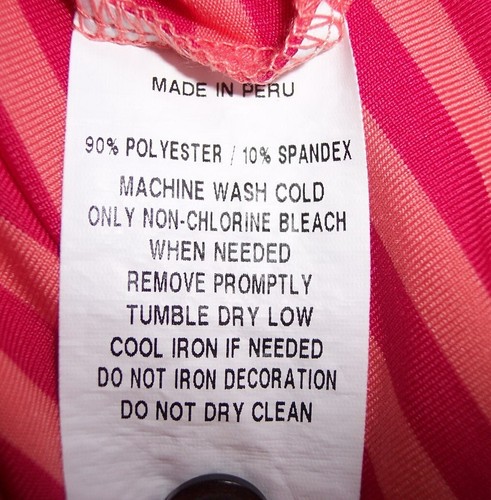 MADE IN PERU
90% POLYESTER / 10% SPANDEX
MACHINE WASH COLD
ONLY NON-CHLORINE BLEACH
WHEN NEEDED
REMOVE PROMPTLY
TUMBLE DRY LOW
COOL IRON IF NEEDED
DO NOT IRON DECORATION
DO NOT DRY CLEAN